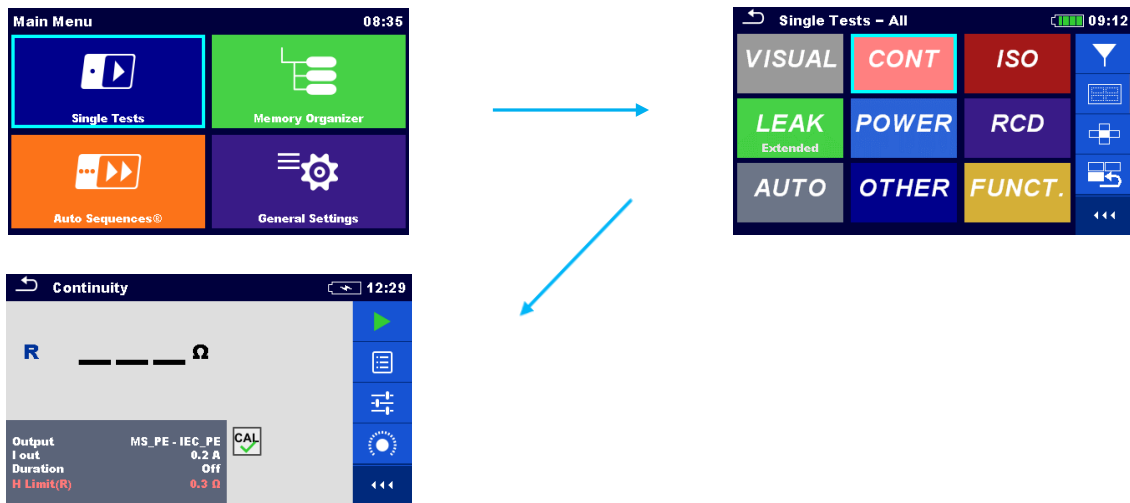 Main Menu 08:35
Single Tests
Memory Organizer
Auto Sequences®
General Settings
Single Tests – All 09:12
VISUAL CONT ISO
LEAK POWER RCD
Extended
AUTO OTHER FUNCT.
Continuity 12:29
R _ _ _ Ω
Output MS_PE - IEC_PE
I out 0.2 A
Duration Off
H Limit(R) 0.3 Ω
CAL